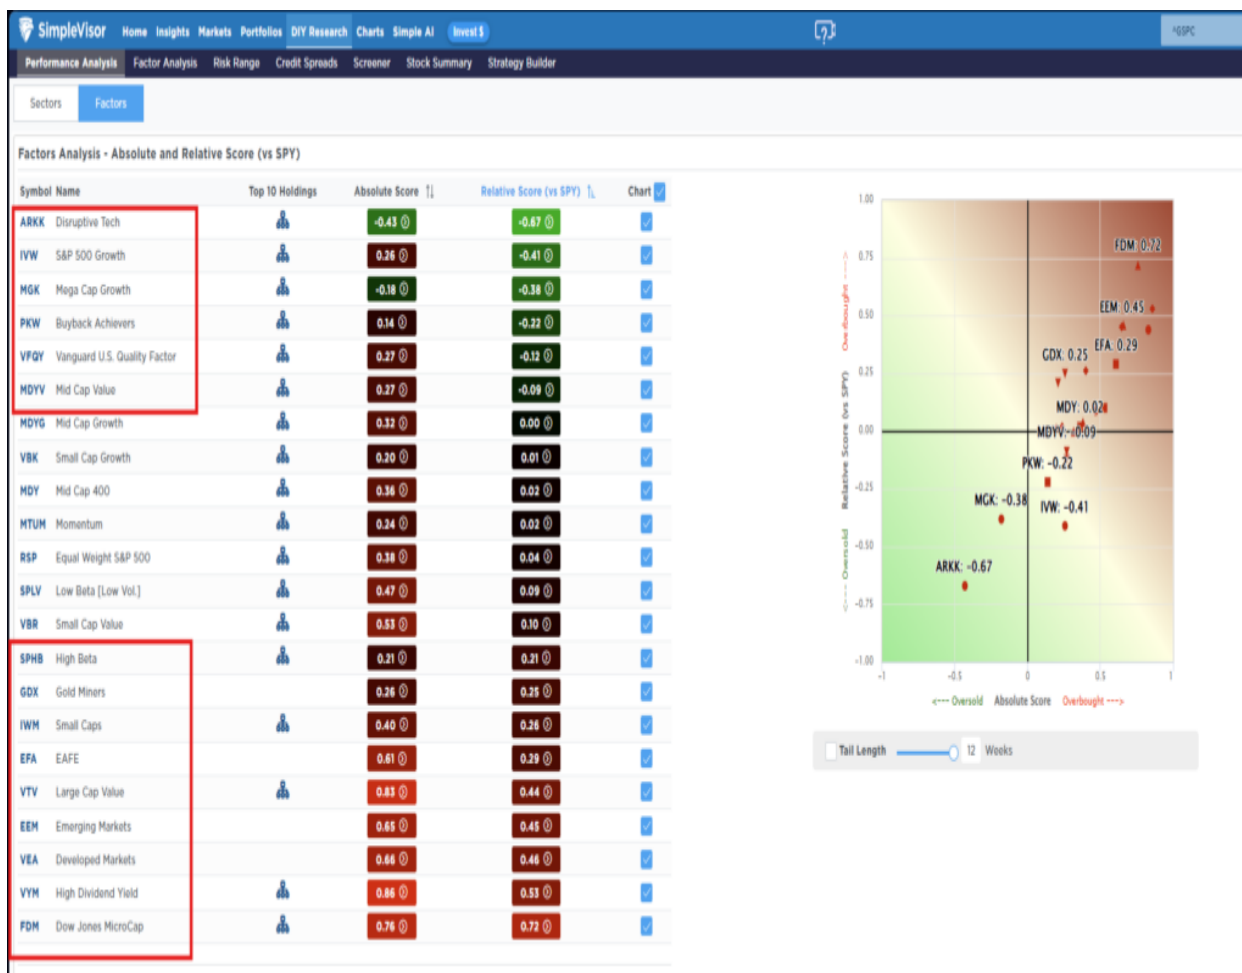 SimpleVisor Home Insights Markets Portfolios DIY Research Charts Simple AI Invest $ ^GSPC
Performance Analysis Factor Analysis Risk Range Credit Spreads Screener Stock Summary Strategy Builder
Sectors Factors
Factors Analysis - Absolute and Relative Score (vs SPY)
Symbol Name Top 10 Holdings Absolute Score Relative Score (vs SPY) Chart
ARKK Disruptive Tech -0.43 -0.67
IVW S&P 500 Growth 0.26 -0.41
MGK Mega Cap Growth -0.18 -0.38
PKW Buyback Achievers 0.14 -0.22
VFQY Vanguard U.S. Quality Factor 0.27 -0.12
MDYV Mid Cap Value 0.27 -0.09
MDYG Mid Cap Growth 0.32 0.00
VBK Small Cap Growth 0.20 0.01
MDY Mid Cap 400 0.36 0.02
MTUM Momentum 0.24 0.02
RSP Equal Weight S&P 500 0.38 0.04
SPLV Low Beta [Low Vol.] 0.47 0.09
VBR Small Cap Value 0.53 0.10
SPHB High Beta 0.21 0.21
GDX Gold Miners 0.26 0.25
IWM Small Caps 0.40 0.26
EFA EAFE 0.61 0.29
VTV Large Cap Value 0.83 0.44
EEM Emerging Markets 0.65 0.45
VEA Developed Markets 0.66 0.46
VYM High Dividend Yield 0.86 0.53
FDM Dow Jones MicroCap 0.76 0.72
1.00
0.75
0.50
0.25
0.00
-0.25
-0.50
-0.75
-1.00
<--- Oversold Relative Score (vs SPY) Overbought --->
FDM: 0.72
EEM: 0.45
EFA: 0.29
GDX: 0.25
MDY: 0.02
MDYV: -0.09
PKW: -0.22
MGK: -0.38
IVW: -0.41
ARKK: -0.67
-1 -0.5 0 0.5 1
<--- Oversold Absolute Score Overbought --->
Tail Length 12 Weeks